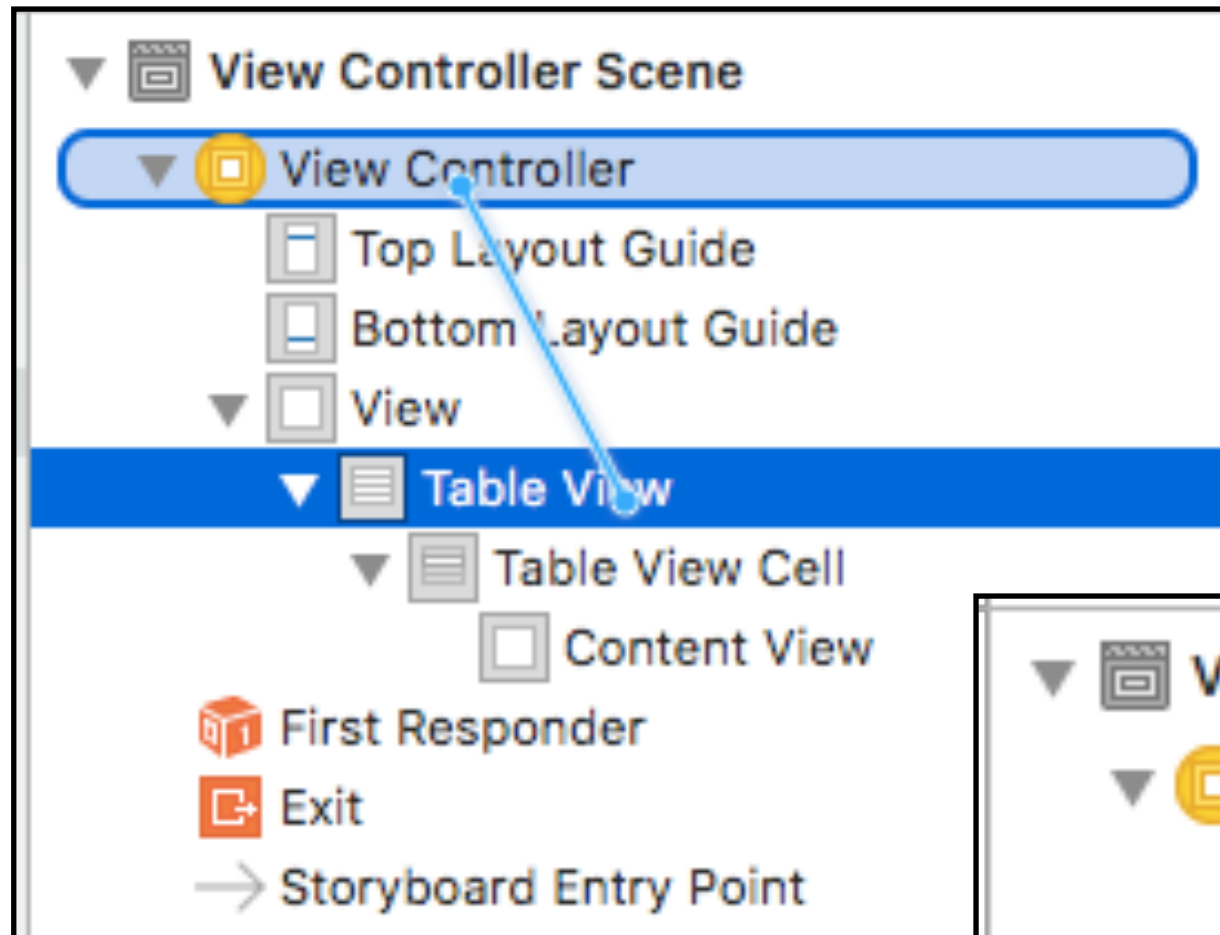 View Controller Scene
View Controller
Top Layout Guide
Bottom Layout Guide
View
Table View
Table View Cell
Content View
First Responder
Exit
Storyboard Entry Point